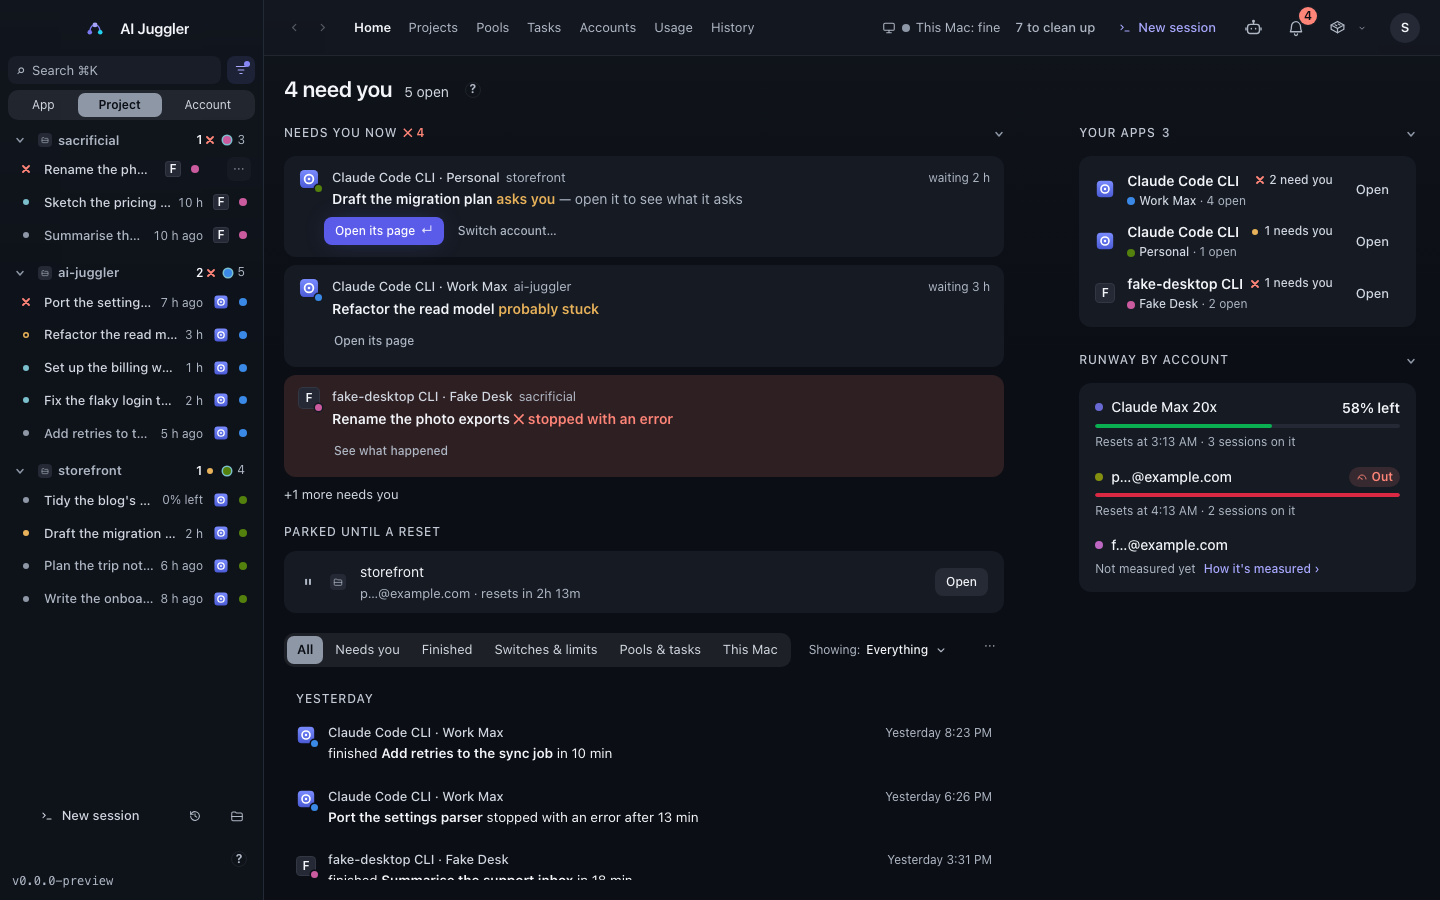 AI Juggler
Search ⌘K
App
Project
Account
sacrificial
1
3
Rename the ph...
F
Sketch the pricing ...
10 h
F
Summarise th...
10 h ago
F
ai-juggler
2
5
Port the setting...
7 h ago
Refactor the read m...
3 h
Set up the billing w...
1 h
Fix the flaky login t...
2 h
Add retries to t...
5 h ago
storefront
1
4
Tidy the blog's ...
0% left
Draft the migration ...
2 h
Plan the trip not...
6 h ago
Write the onboa...
8 h ago
New session
?
v0.0.0-preview
Home
Projects
Pools
Tasks
Accounts
Usage
History
This Mac: fine
7 to clean up
New session
4
S
4 need you
5 open
?
NEEDS YOU NOW
4
Claude Code CLI · Personal storefront
waiting 2 h
Draft the migration plan asks you — open it to see what it asks
Open its page ↵
Switch account...
Claude Code CLI · Work Max ai-juggler
waiting 3 h
Refactor the read model probably stuck
Open its page
F
fake-desktop CLI · Fake Desk sacrificial
Rename the photo exports stopped with an error
See what happened
+1 more needs you
PARKED UNTIL A RESET
storefront
p...@example.com · resets in 2h 13m
Open
All
Needs you
Finished
Switches & limits
Pools & tasks
This Mac
Showing: Everything
...
YESTERDAY
Claude Code CLI · Work Max
Yesterday 8:23 PM
finished Add retries to the sync job in 10 min
Claude Code CLI · Work Max
Yesterday 6:26 PM
Port the settings parser stopped with an error after 13 min
F
fake-desktop CLI · Fake Desk
Yesterday 3:31 PM
finished Summarise the support inbox in 18 min
YOUR APPS 3
Claude Code CLI
2 need you
Work Max · 4 open
Open
Claude Code CLI
1 needs you
Personal · 1 open
Open
F
fake-desktop CLI
1 needs you
Fake Desk · 2 open
Open
RUNWAY BY ACCOUNT
Claude Max 20x
58% left
Resets at 3:13 AM · 3 sessions on it
p...@example.com
Out
Resets at 4:13 AM · 2 sessions on it
f...@example.com
Not measured yet
How it's measured ›